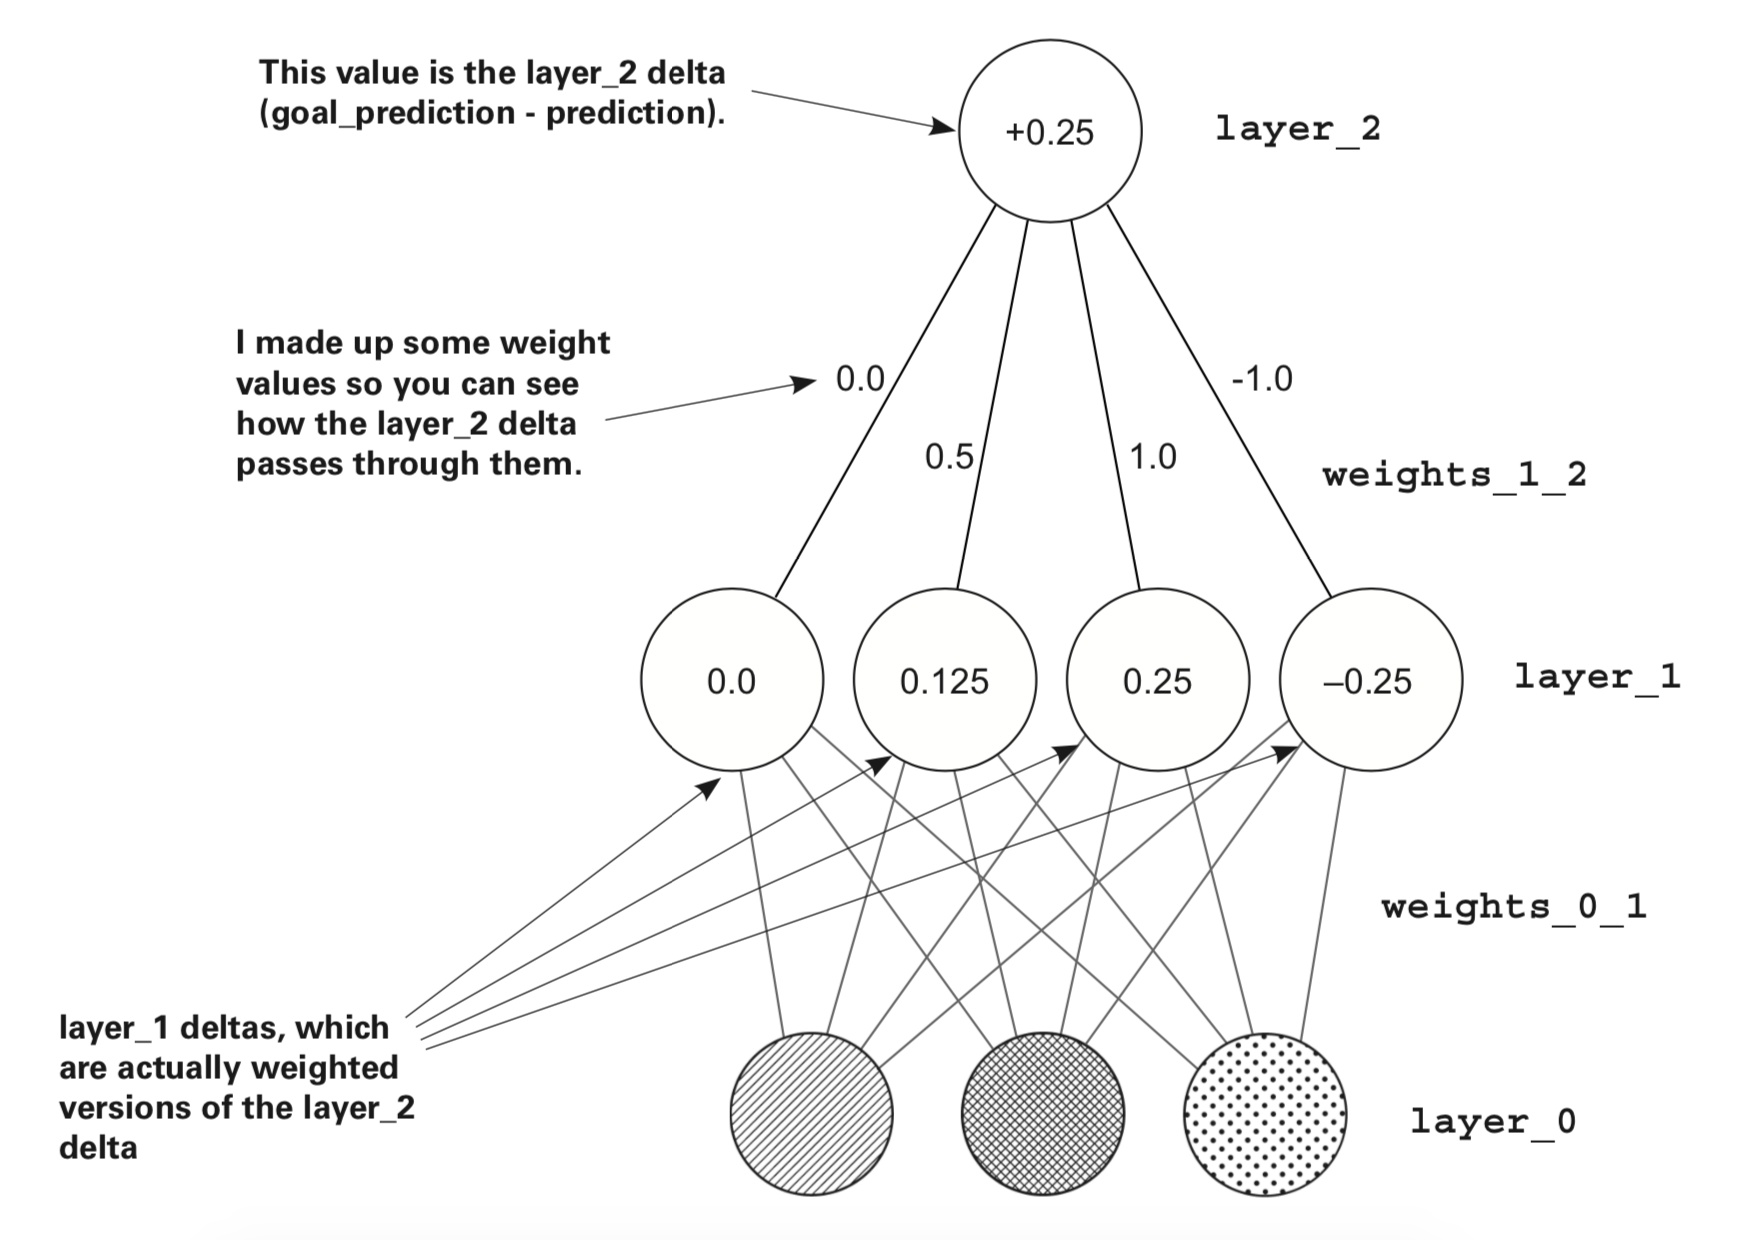 This value is the layer_2 delta
(goal_prediction - prediction).
+0.25
layer_2
I made up some weight
values so you can see
how the layer_2 delta
passes through them.
0.0
-1.0
0.5
1.0
weights_1_2
0.0
0.125
0.25
–0.25
layer_1
weights_0_1
layer_1 deltas, which
are actually weighted
versions of the layer_2
delta
layer_0